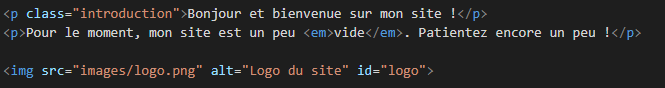 <p class="introduction">Bonjour et bienvenue sur mon site !</p>
<p>Pour le moment, mon site est un peu <em>vide</em>. Patientez encore un peu !</p>
<img src="images/logo.png" alt="Logo du site" id="logo">